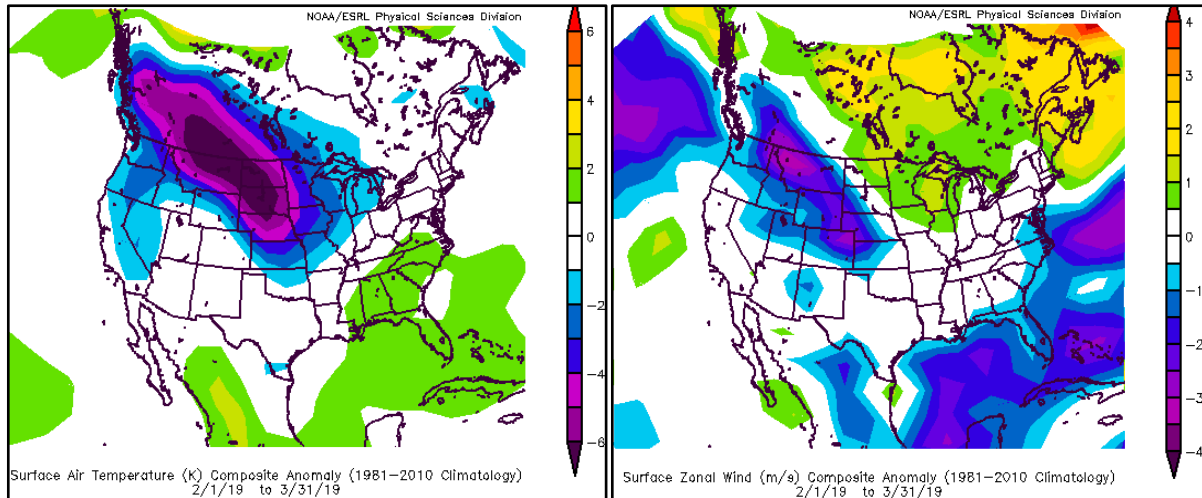 NOAA/ESRL Physical Sciences Division
6
4
2
0
−2
−4
−6
Surface Air Temperature (K) Composite Anomaly (1981−2010 Climatology)
2/1/19 to 3/31/19
NOAA/ESRL Physical Sciences Division
4
3
2
1
0
−1
−2
−3
−4
Surface Zonal Wind (m/s) Composite Anomaly (1981−2010 Climatology)
2/1/19 to 3/31/19